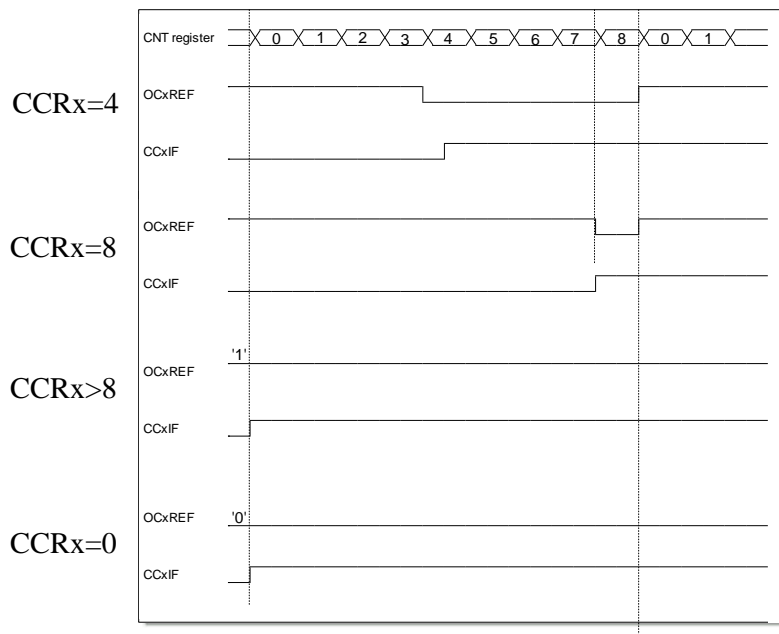 CNT register 0 1 2 3 4 5 6 7 8 0 1
CCRx=4
OCxREF
CCxIF
CCRx=8
OCxREF
CCxIF
CCRx>8
OCxREF '1'
CCxIF
CCRx=0
OCxREF '0'
CCxIF